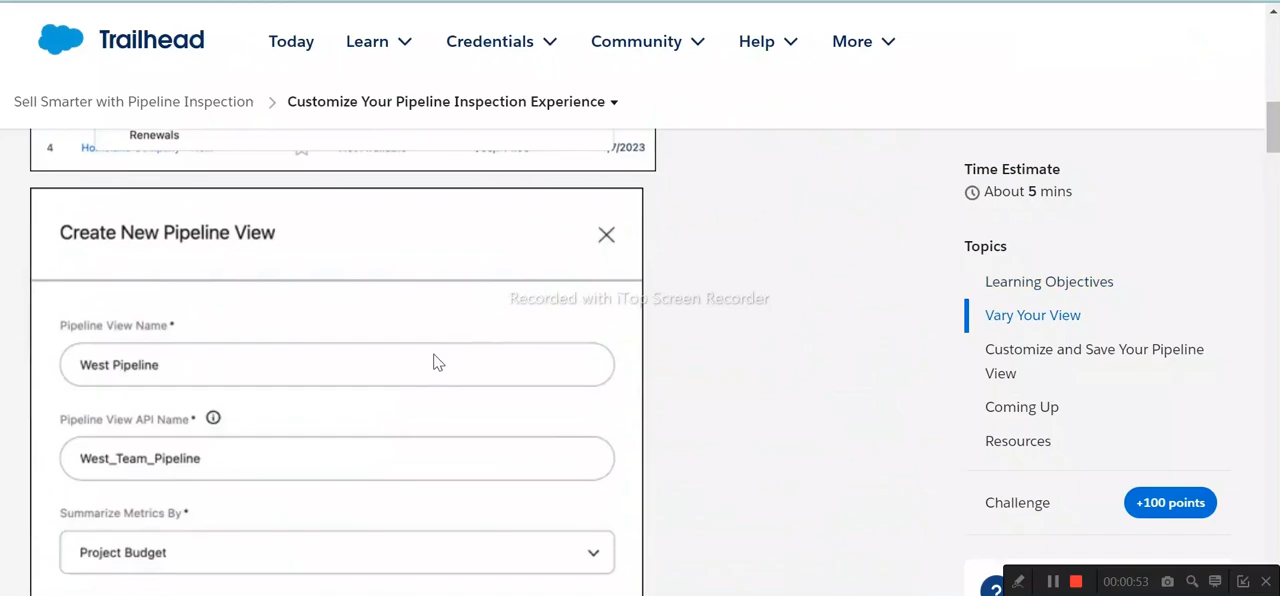 Trailhead
Today Learn Credentials Community Help More
Sell Smarter with Pipeline Inspection Customize Your Pipeline Inspection Experience
Renewals
4 /2023
Create New Pipeline View
Recorded with iTop Screen Recorder
Pipeline View Name*
West Pipeline
Pipeline View API Name*
West_Team_Pipeline
Summarize Metrics By*
Project Budget
Time Estimate
About 5 mins
Topics
Learning Objectives
Vary Your View
Customize and Save Your Pipeline
View
Coming Up
Resources
Challenge +100 points
?
00:00:53